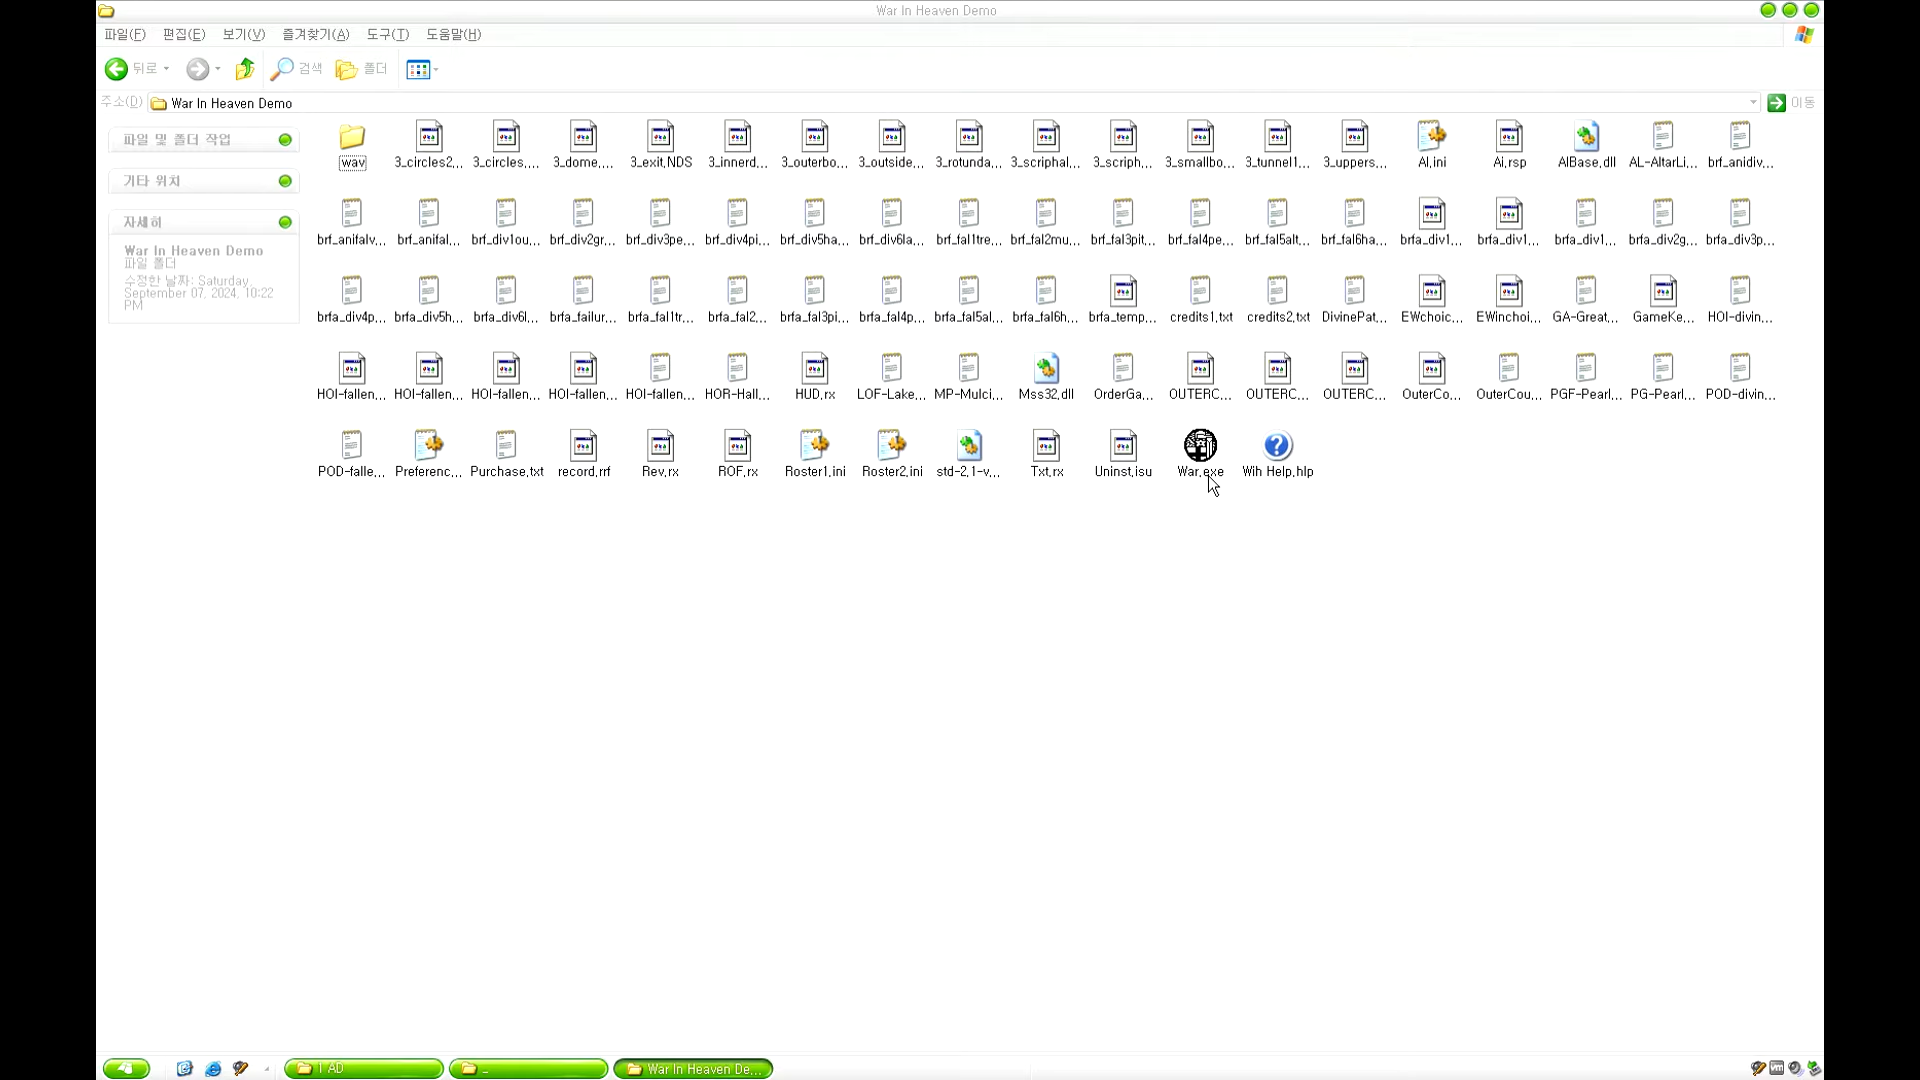 War In Heaven Demo
파일(F) 편집(E) 보기(V) 즐겨찾기(A) 도구(T) 도움말(H)
뒤로 검색 폴더
주소(D) War In Heaven Demo 이동
파일 및 폴더 작업
기타 위치
자세히
War In Heaven Demo
파일 폴더
수정한 날짜: Saturday,
September 07, 2024, 10:22
PM
wav 3_circles2,... 3_circles,... 3_dome,... 3_exit,NDS 3_innerd... 3_outerbo... 3_outside... 3_rotunda... 3_scriphal... 3_scriph... 3_smallbo... 3_tunnel1... 3_uppers... AI.ini Ai.rsp AIBase.dll AL-AltarLi... brf_anidiv...
brf_anifalv... brf_anifal... brf_div1ou... brf_div2gr... brf_div3pe... brf_div4pi... brf_div5ha... brf_div6la... brf_fal1tre... brf_fal2mu... brf_fal3pit... brf_fal4pe... brf_fal5alt... brf_fal6ha... brfa_div1... brfa_div1... brfa_div1... brfa_div2g... brfa_div3p...
brfa_div4p... brfa_div5h... brfa_div6l... brfa_failur... brfa_fal1tr... brfa_fal2... brfa_fal3pi... brfa_fal4p... brfa_fal5al... brfa_fal6h... brfa_temp... credits1.txt credits2.txt DivinePat... EWchoic... EWinchoi... GA-Great... GameKe... HOI-divin...
HOI-fallen... HOI-fallen... HOI-fallen... HOI-fallen... HOI-fallen... HOR-Hall... HUD.rx LOF-Lake... MP-Mulci... Mss32.dll OrderGa... OUTERC... OUTERC... OUTERC... OuterCo... OuterCou... PGF-Pearl... PG-Pearl... POD-divin...
POD-falle... Preferenc... Purchase.txt record.rrf Rev.rx ROF.rx Roster1.ini Roster2.ini std-2,1-v... Txt.rx Uninst.isu War.exe Wih Help.hlp
1 AD _ War In Heaven De...